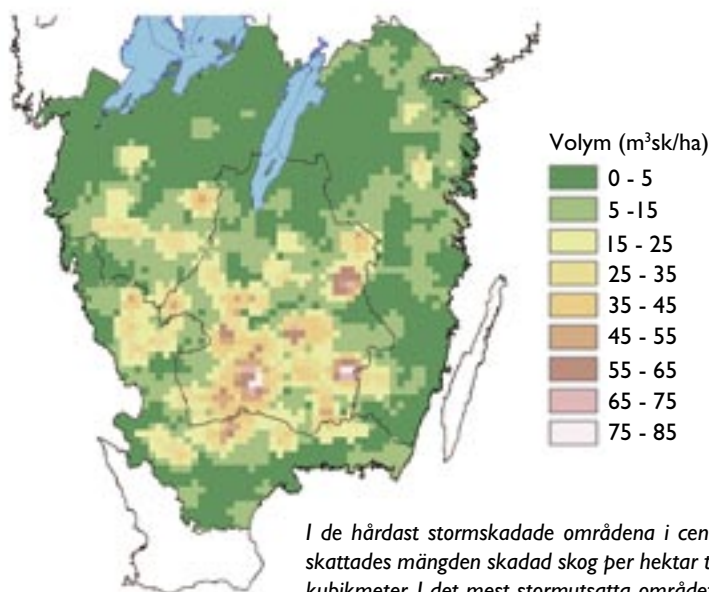 Volym (m³sk/ha)
0 - 5
5 -15
15 - 25
25 - 35
35 - 45
45 - 55
55 - 65
65 - 75
75 - 85
I de hårdast stormskadade områdena i cen
skattades mängden skadad skog per hektar t
kubikmeter. I det mest stormutsatta området